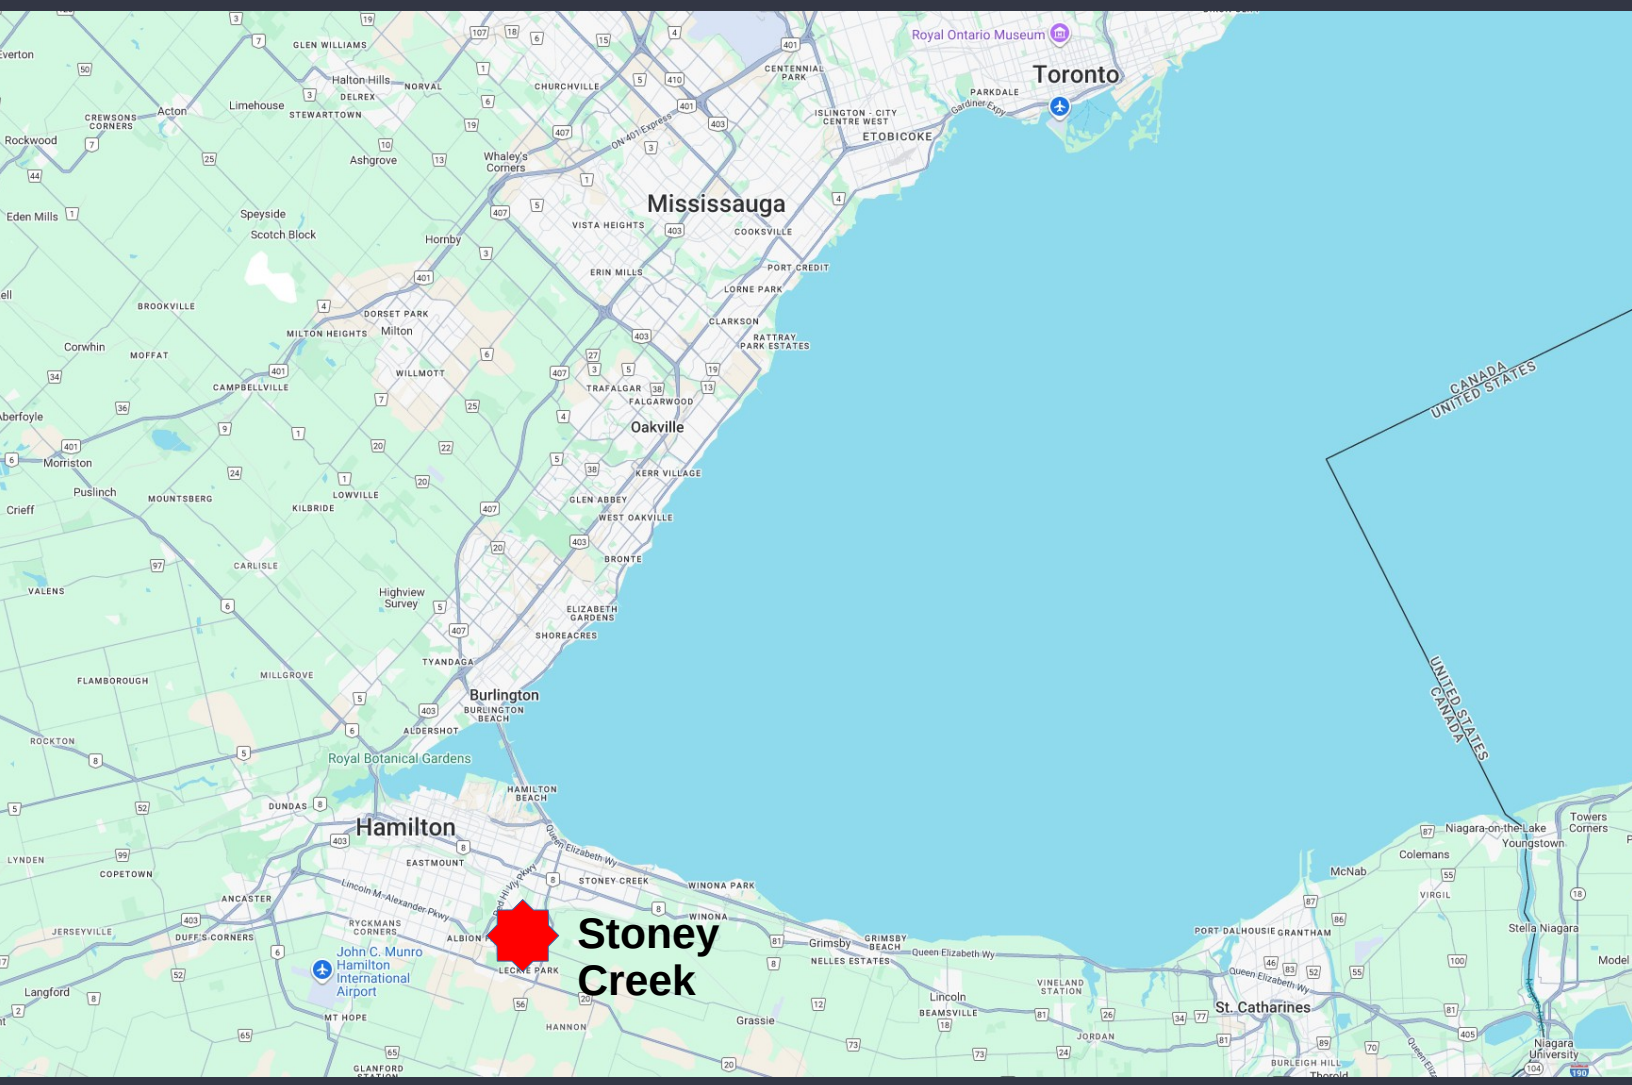 Royal Ontario Museum
Toronto
PARKDALE
Gardiner Expy
CENTENNIAL
PARK
ISLINGTON - CITY
CENTRE WEST
ETOBICOKE
GLEN WILLIAMS
Halton Hills
DELREX
NORVAL
CHURCHVILLE
Everton
Limehouse
STEWARTTOWN
Acton
CREWSONS
CORNERS
Rockwood
Ashgrove
Whaley's
Corners
ON-401 Express
Mississauga
VISTA HEIGHTS
COOKSVILLE
Eden Mills
Speyside
Scotch Block
Hornby
ERIN MILLS
PORT CREDIT
LORNE PARK
BROOKVILLE
DORSET PARK
MILTON HEIGHTS
Milton
CLARKSON
RATTRAY
PARK ESTATES
Corwhin
MOFFAT
WILLMOTT
CAMPBELLVILLE
TRAFALGAR
FALGARWOOD
CANADA
UNITED STATES
Aberfoyle
Oakville
Morriston
KERR VILLAGE
Puslinch
MOUNTSBERG
LOWVILLE
GLEN ABBEY
Crieff
KILBRIDE
WEST OAKVILLE
BRONTE
CARLISLE
VALENS
Highview
Survey
ELIZABETH
GARDENS
SHOREACRES
TYANDAGA
FLAMBOROUGH
MILLGROVE
Burlington
BURLINGTON
BEACH
UNITED STATES
CANADA
ALDERSHOT
ROCKTON
Royal Botanical Gardens
HAMILTON
BEACH
DUNDAS
Hamilton
Queen Elizabeth Wy
Niagara-on-the-Lake
Towers
Corners
Youngstown
Colemans
LYNDEN
COPETOWN
EASTMOUNT
STONEY CREEK
WINONA PARK
McNab
VIRGIL
ANCASTER
Lincoln M. Alexander Pkwy
WINONA
JERSEYVILLE
RYCKMANS
CORNERS
DUFF'S CORNERS
ALBION
Stoney
Creek
Grimsby
GRIMSBY
BEACH
Queen Elizabeth Wy
PORT DALHOUSIE
GRANTHAM
Stella Niagara
NELLES ESTATES
John C. Munro
Hamilton
International
Airport
LECKIE PARK
Model
Queen Elizabeth Wy
Langford
VINELAND
STATION
Lincoln
BEAMSVILLE
St. Catharines
MT HOPE
HANNON
Grassie
JORDAN
Niagara
University
BURLEIGH HILL
GLANFORD
STATION
Thorold